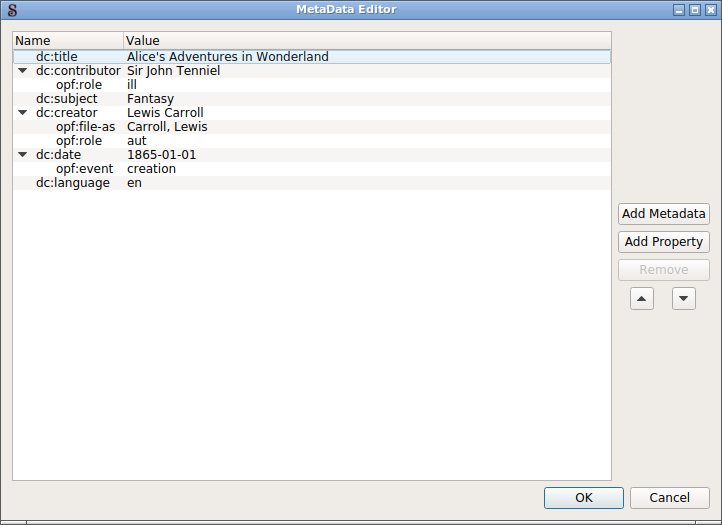 MetaData Editor
Name Value
dc:title Alice's Adventures in Wonderland
dc:contributor Sir John Tenniel
opf:role ill
dc:subject Fantasy
dc:creator Lewis Carroll
opf:file-as Carroll, Lewis
opf:role aut
dc:date 1865-01-01
opf:event creation
dc:language en
Add Metadata
Add Property
Remove
OK Cancel